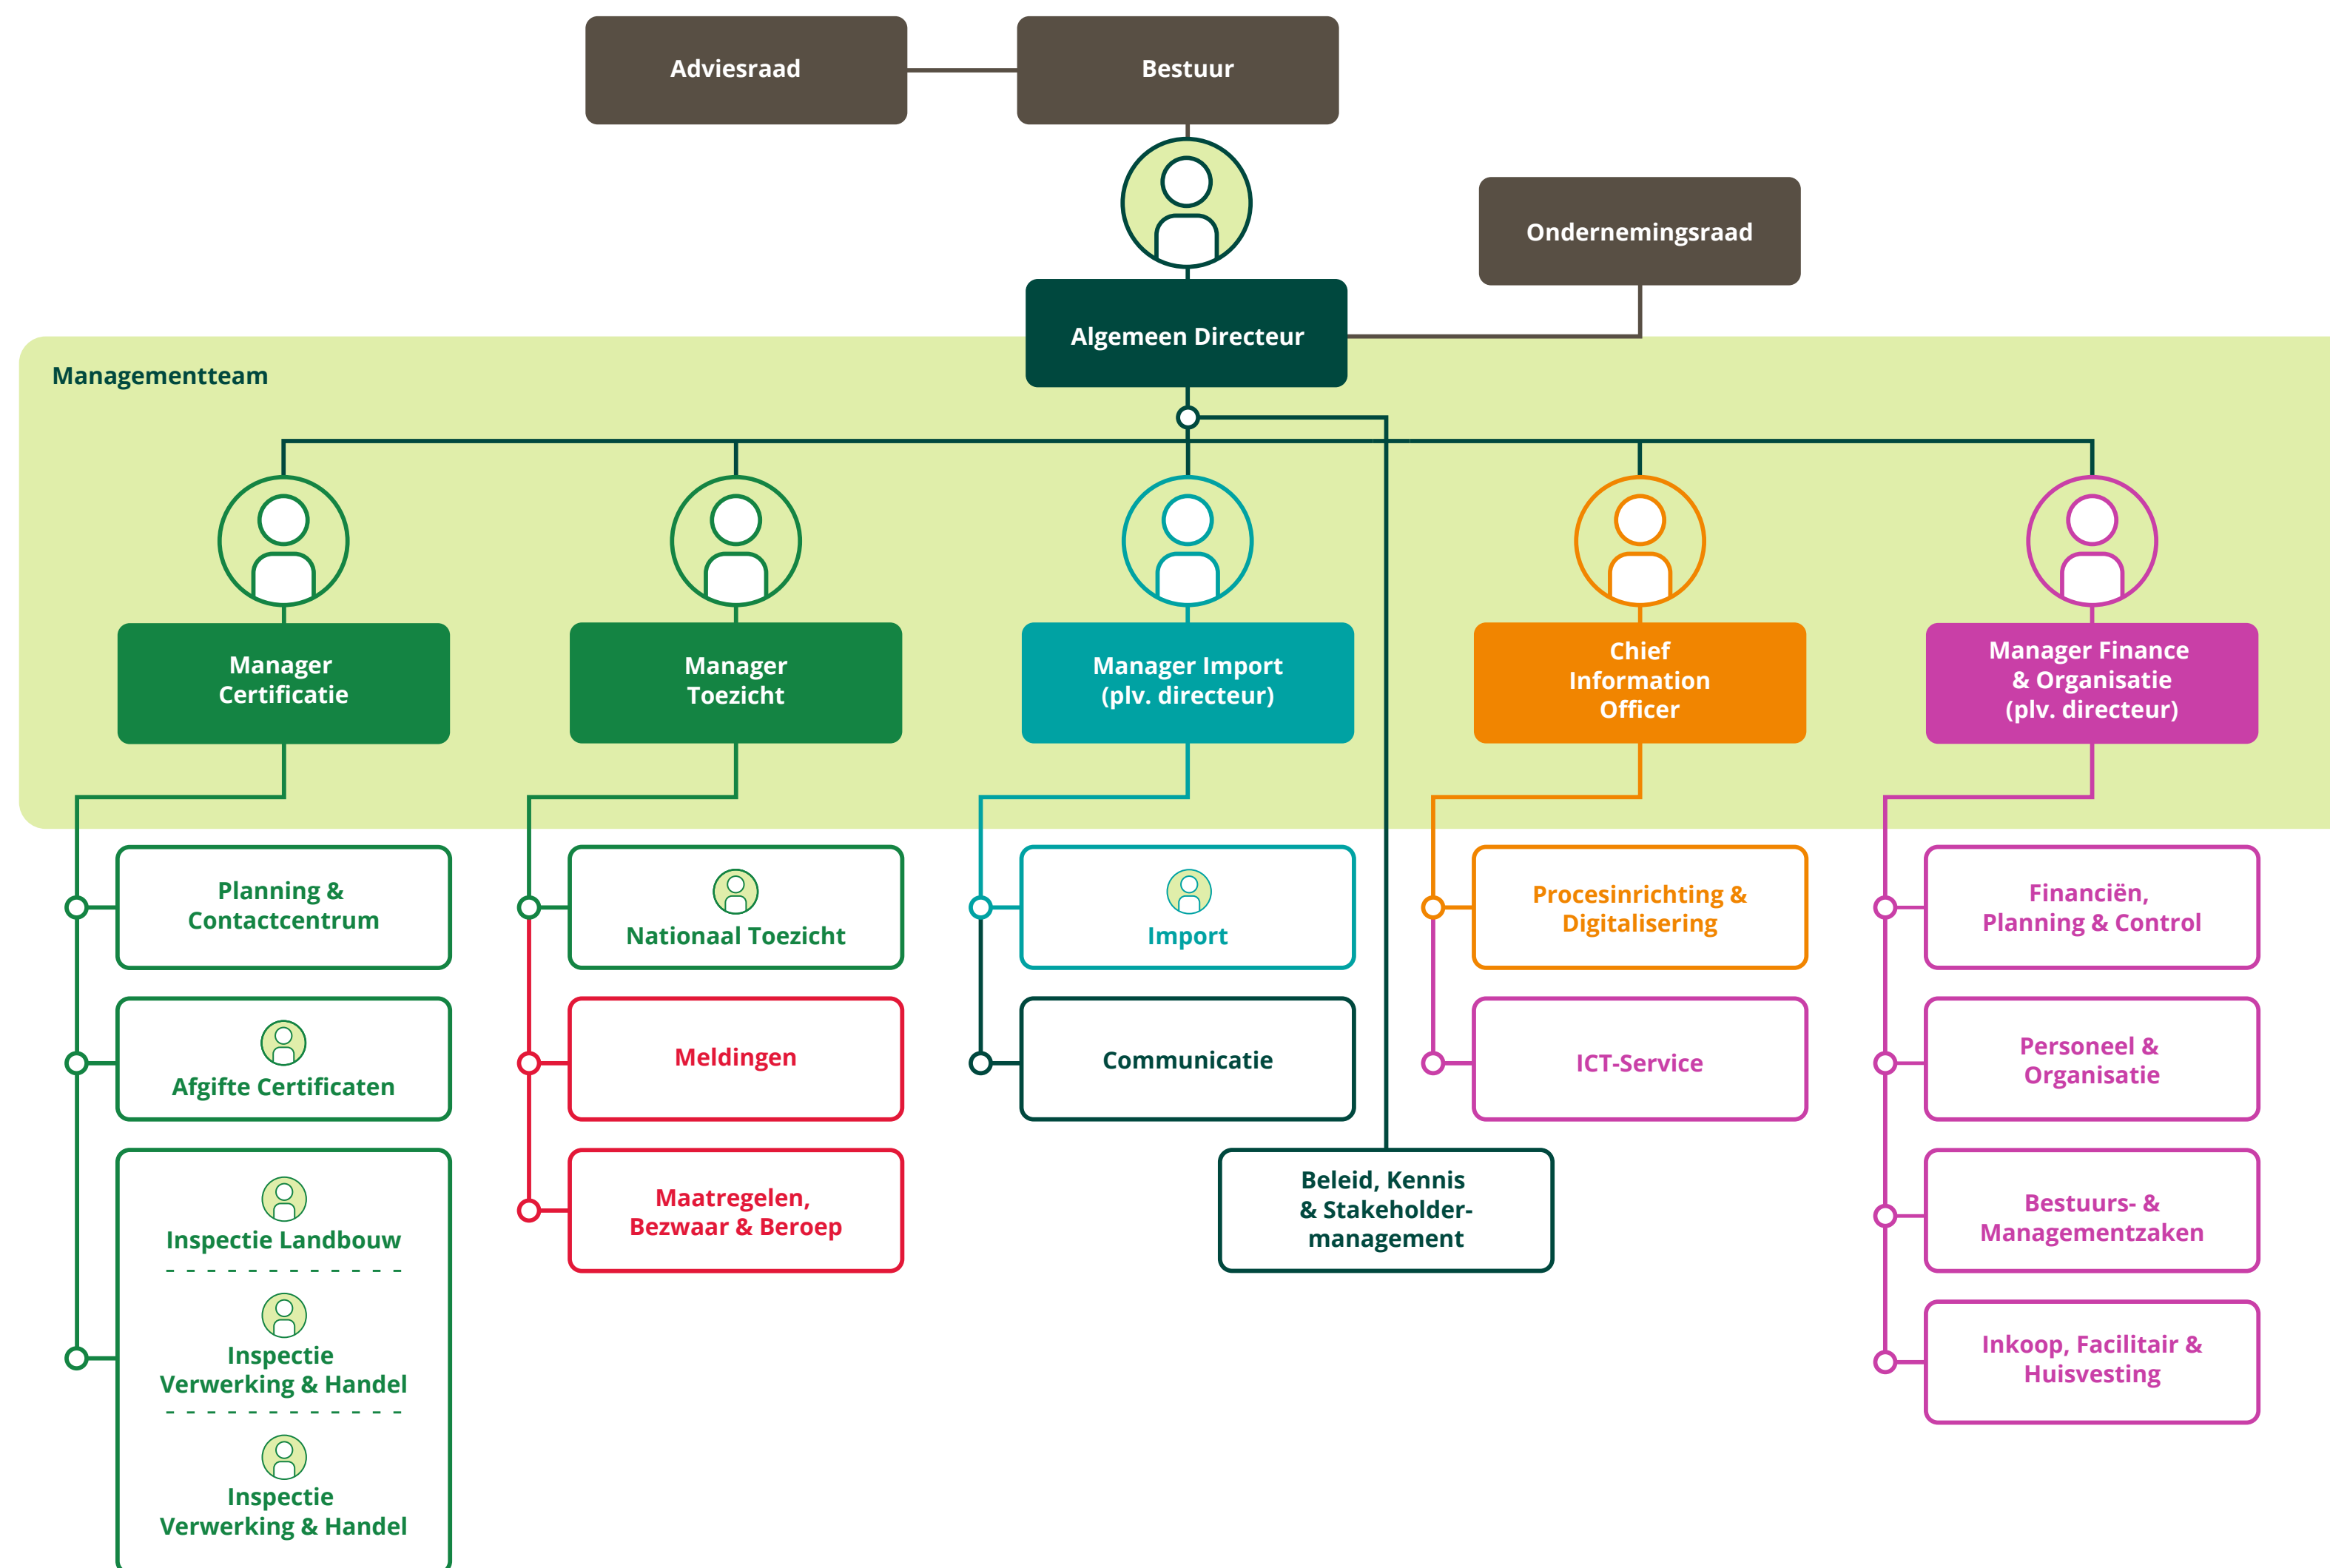 Adviesraad
Bestuur
Ondernemingsraad
Algemeen Directeur
Managementteam
Manager
Certificatie
Manager
Toezicht
Manager Import
(plv. directeur)
Chief
Information
Officer
Manager Finance
& Organisatie
(plv. directeur)
Planning &
Contactcentrum
Afgifte Certificaten
Inspectie Landbouw
Inspectie
Verwerking & Handel
Inspectie
Verwerking & Handel
Nationaal Toezicht
Meldingen
Maatregelen,
Bezwaar & Beroep
Import
Communicatie
Beleid, Kennis
& Stakeholder-
management
Procesinrichting &
Digitalisering
ICT-Service
Financiën,
Planning & Control
Personeel &
Organisatie
Bestuurs- &
Managementzaken
Inkoop, Facilitair &
Huisvesting